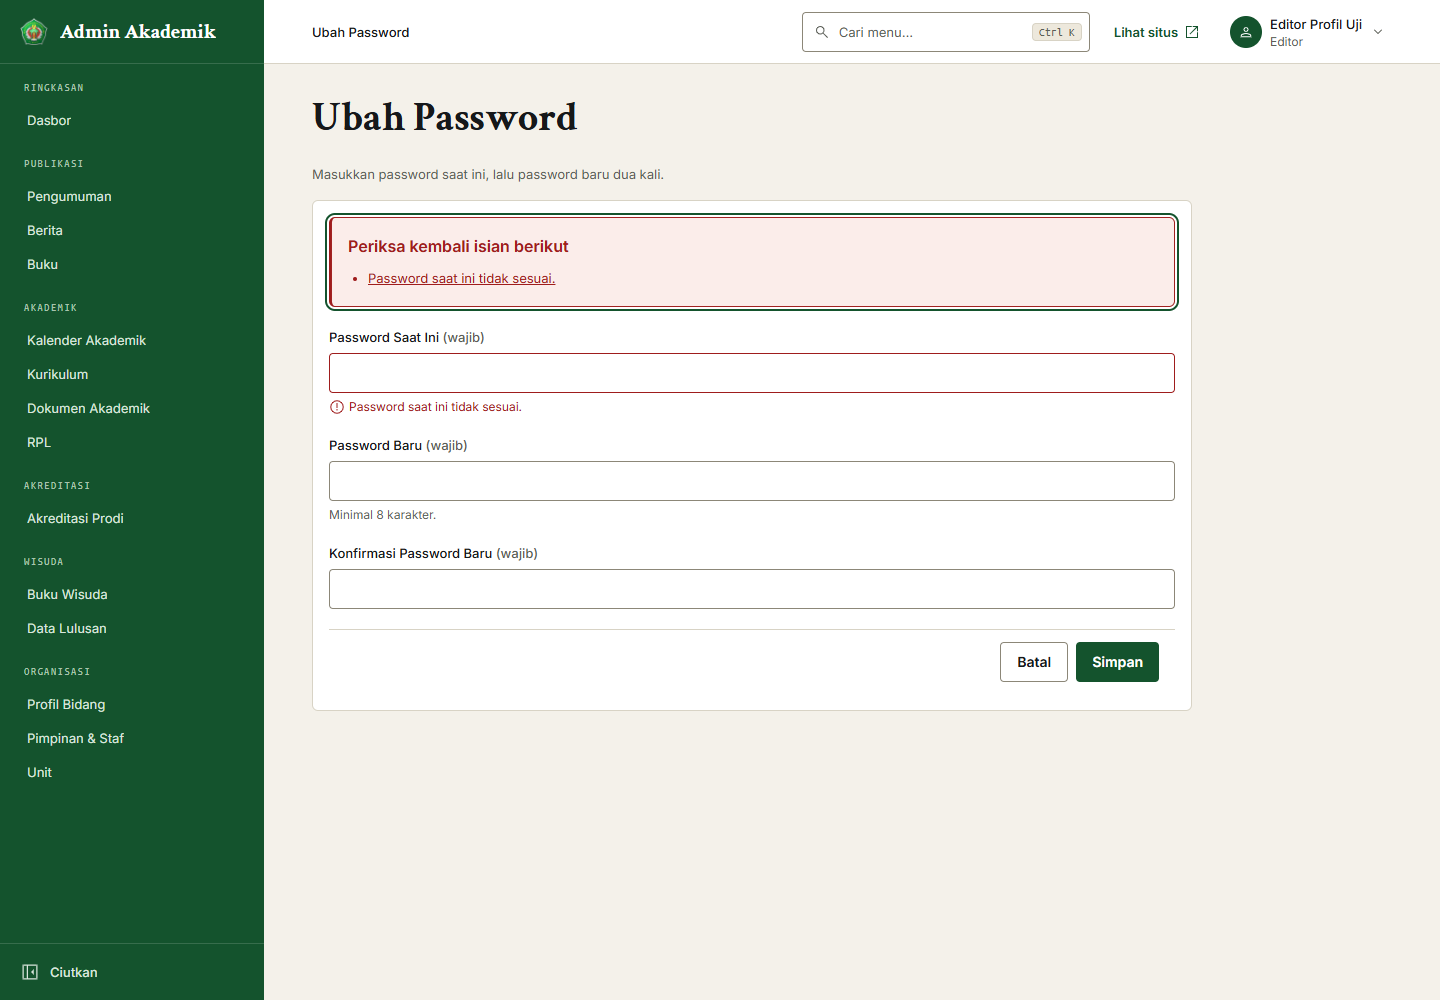 Admin Akademik
RINGKASAN
Dasbor
PUBLIKASI
Pengumuman
Berita
Buku
AKADEMIK
Kalender Akademik
Kurikulum
Dokumen Akademik
RPL
AKREDITASI
Akreditasi Prodi
WISUDA
Buku Wisuda
Data Lulusan
ORGANISASI
Profil Bidang
Pimpinan & Staf
Unit
Ciutkan
Ubah Password
Cari menu...
Ctrl K
Lihat situs
Editor Profil Uji
Editor
Ubah Password
Masukkan password saat ini, lalu password baru dua kali.
Periksa kembali isian berikut
Password saat ini tidak sesuai.
Password Saat Ini (wajib)
Password saat ini tidak sesuai.
Password Baru (wajib)
Minimal 8 karakter.
Konfirmasi Password Baru (wajib)
Batal
Simpan